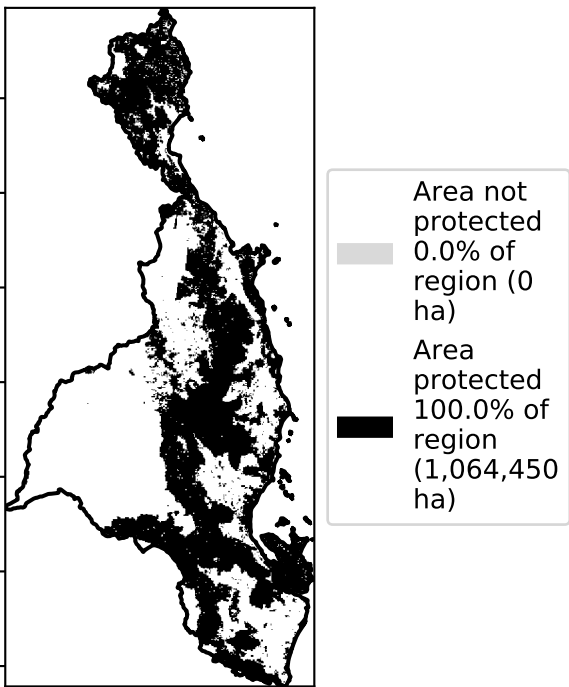 Area not
protected
0.0% of
region (0
ha)
Area
protected
100.0% of
region
(1,064,450
ha)